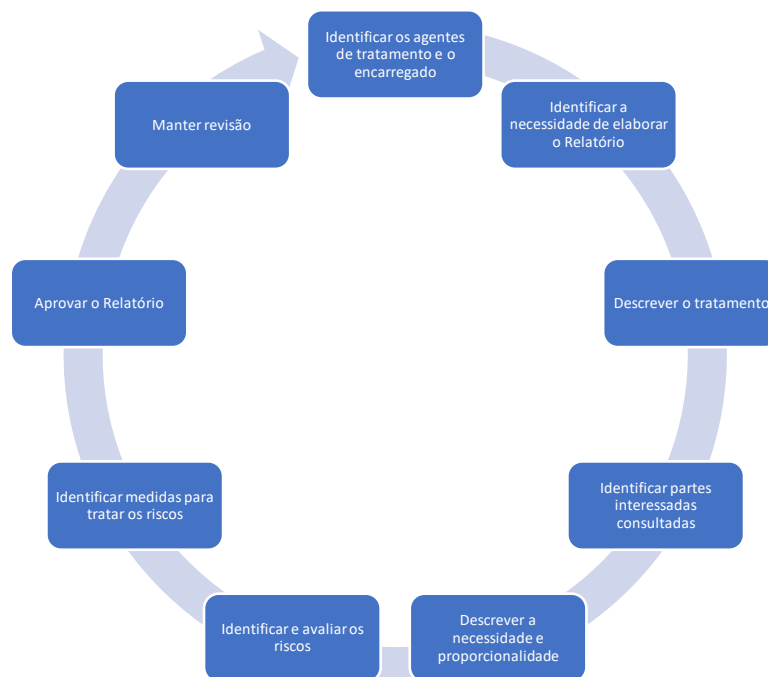 Identificar os agentes
de tratamento e o
encarregado
Identificar a
necessidade de elaborar
o Relatório
Descrever o tratamento
Identificar partes
interessadas
consultadas
Descrever a
necessidade e
proporcionalidade
Identificar e avaliar os
riscos
Identificar medidas para
tratar os riscos
Aprovar o Relatório
Manter revisão